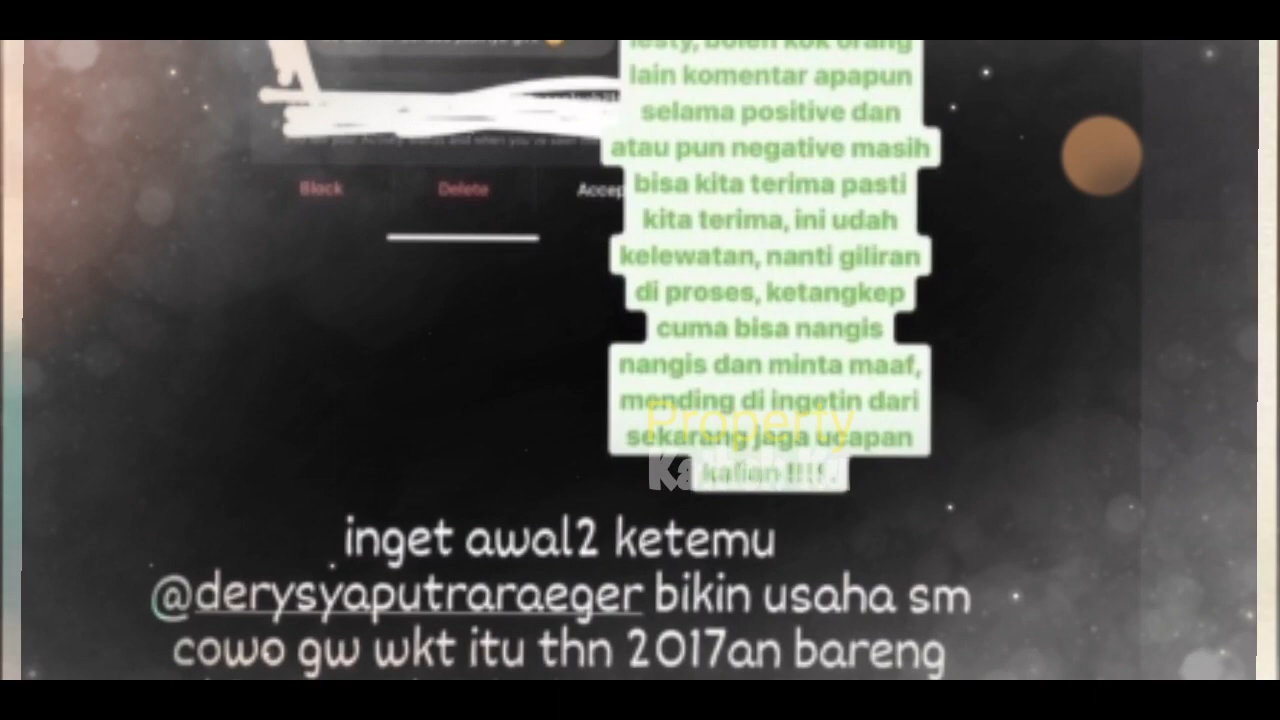 lain komentar apapun
selama positive dan
atau pun negative masih
bisa kita terima pasti
kita terima, ini udah
kelewatan, nanti giliran
di proses, ketangkep
cuma bisa nangis
nangis dan minta maaf,
mending di ingetin dari
sekarang jaga ucapan
kalian !!!!
Block
Delete
Accep
Property
inget awal2 ketemu
@derysyaputraraeger bikin usaha sm
cowo gw wkt itu thn 2017an bareng